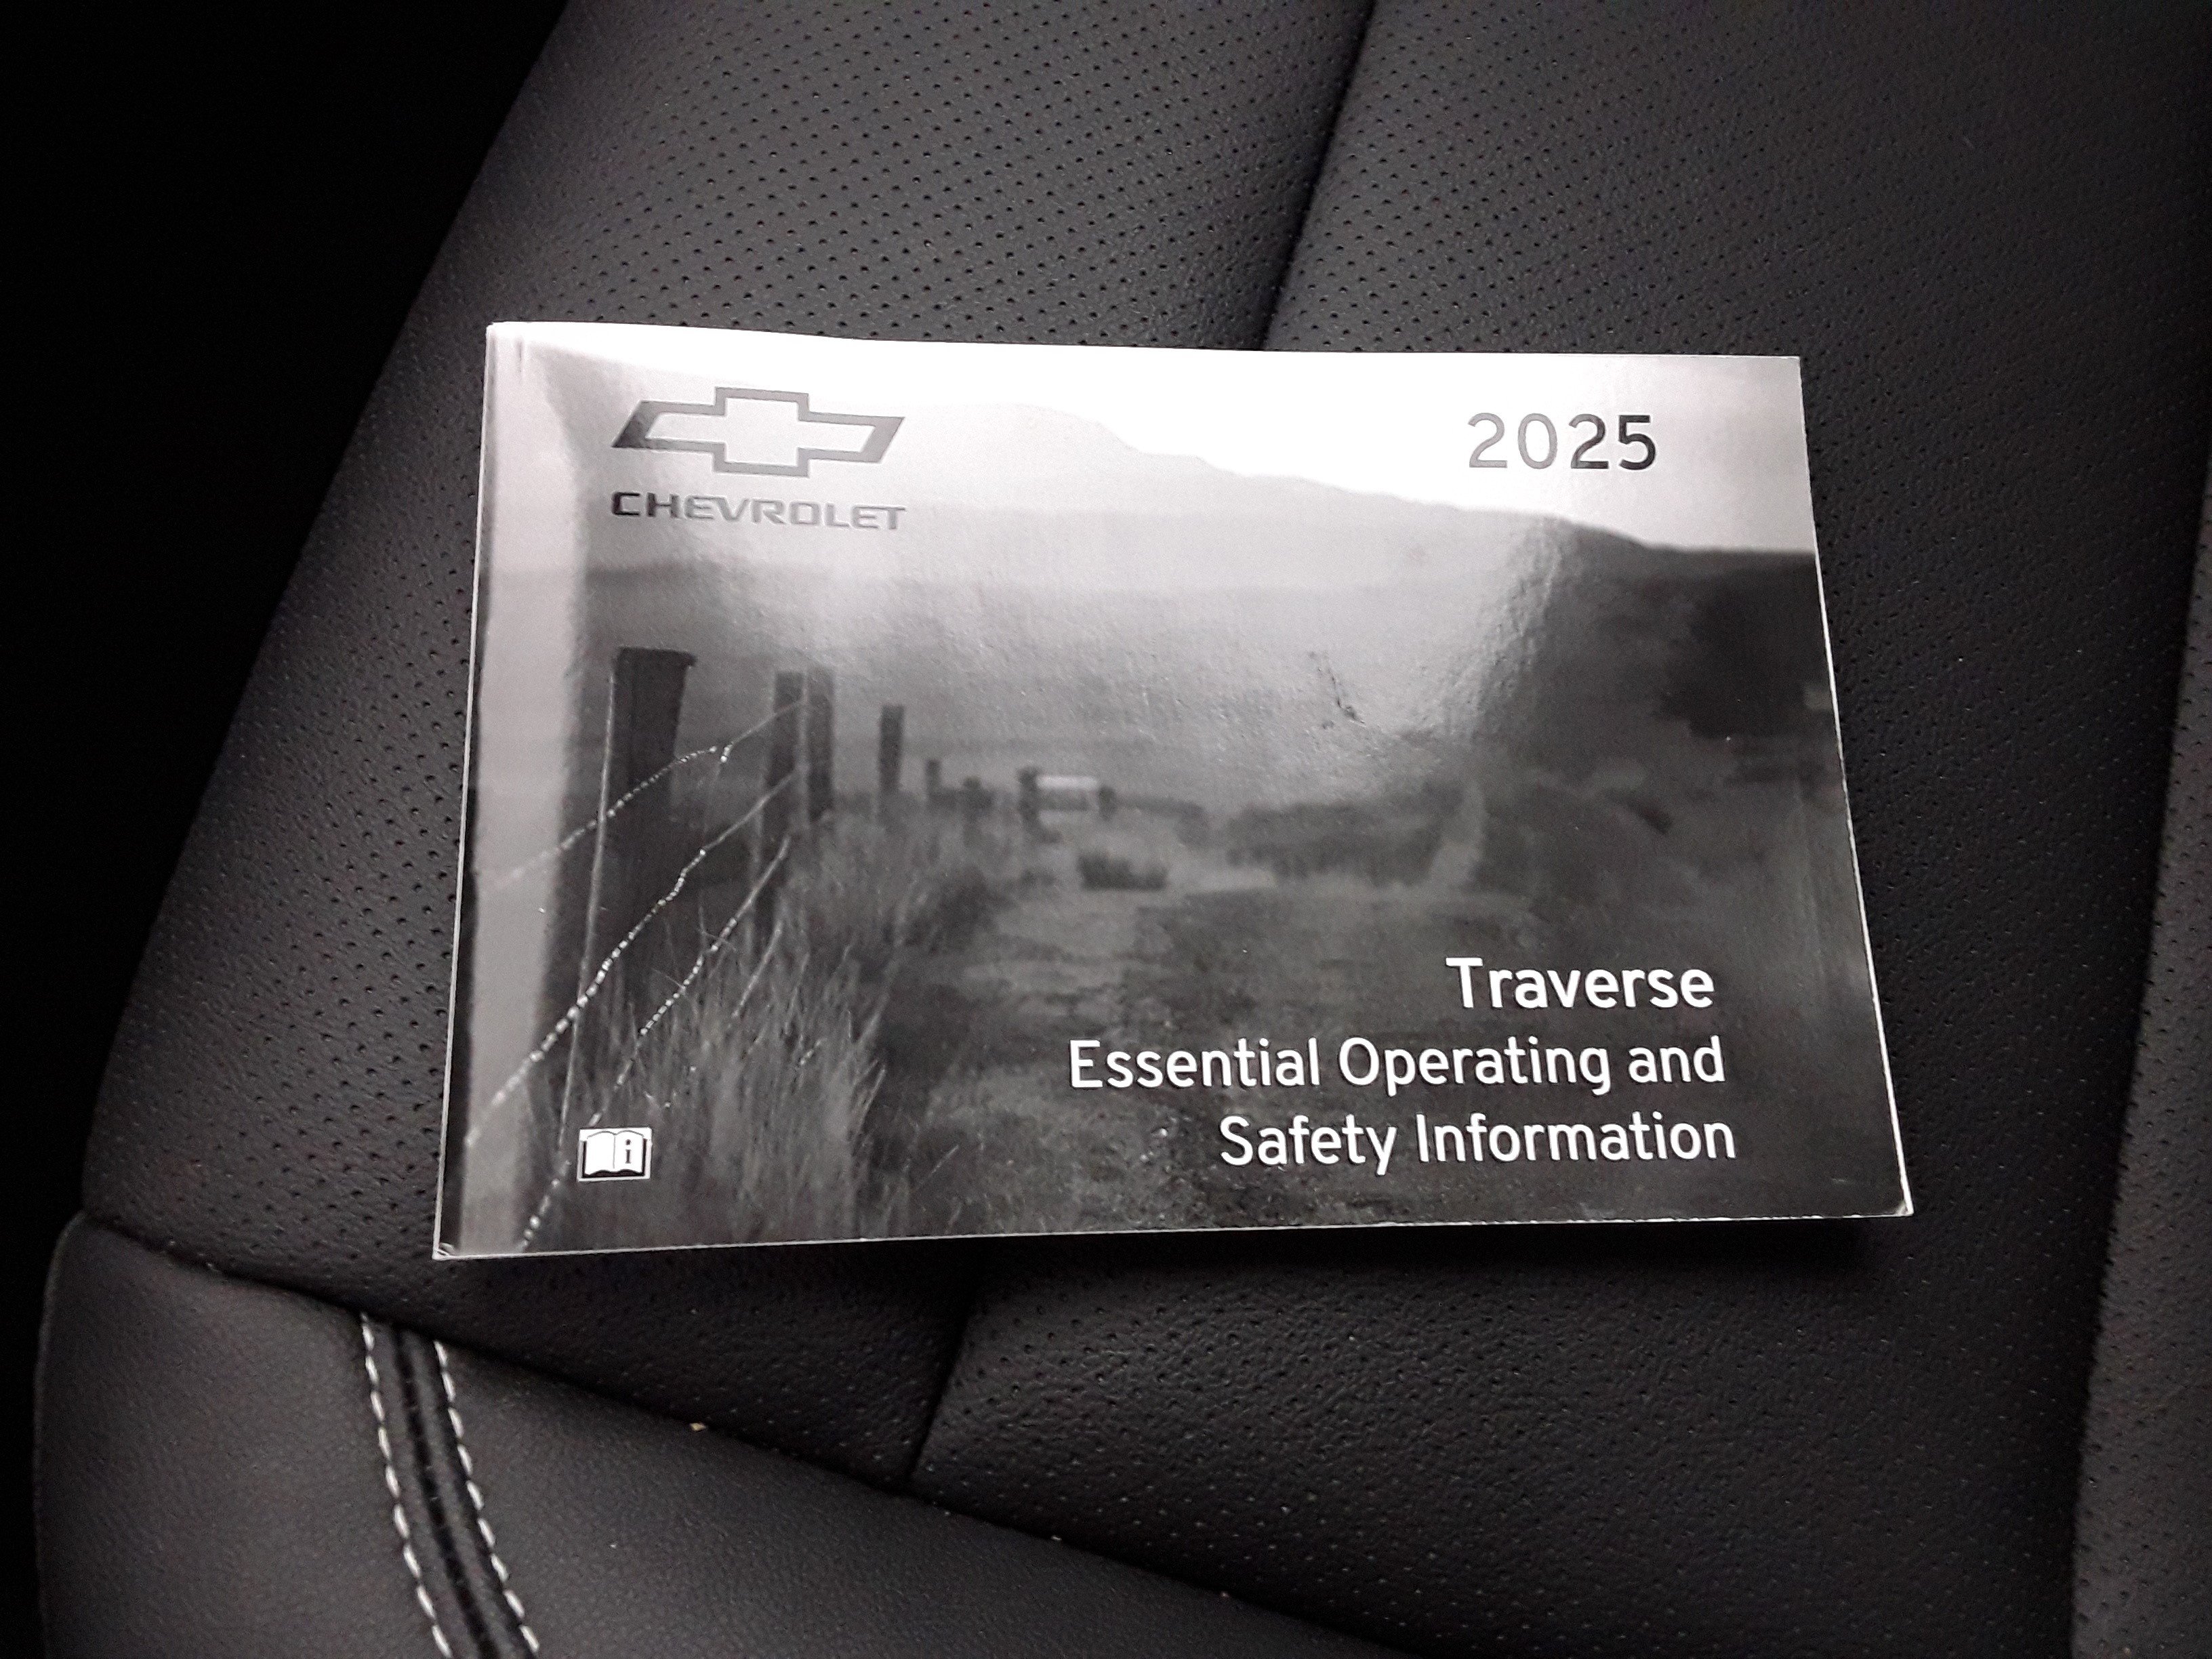 CHEVROLET
2025
Traverse
Essential Operating and
Safety Information
i